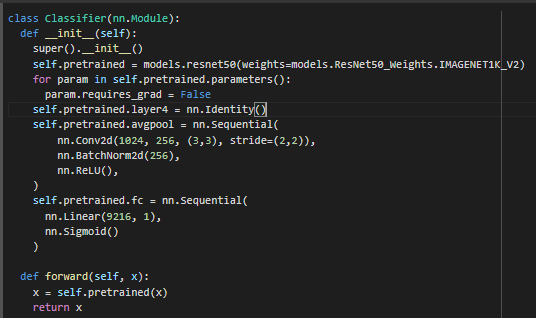 class Classifier(nn.Module):
  def __init__(self):
    super().__init__()
    self.pretrained = models.resnet50(weights=models.ResNet50_Weights.IMAGENET1K_V2)
    for param in self.pretrained.parameters():
      param.requires_grad = False
    self.pretrained.layer4 = nn.Identity()
    self.pretrained.avgpool = nn.Sequential(
        nn.Conv2d(1024, 256, (3,3), stride=(2,2)),
        nn.BatchNorm2d(256),
        nn.ReLU(),
    )
    self.pretrained.fc = nn.Sequential(
      nn.Linear(9216, 1),
      nn.Sigmoid()
    )

  def forward(self, x):
    x = self.pretrained(x)
    return x